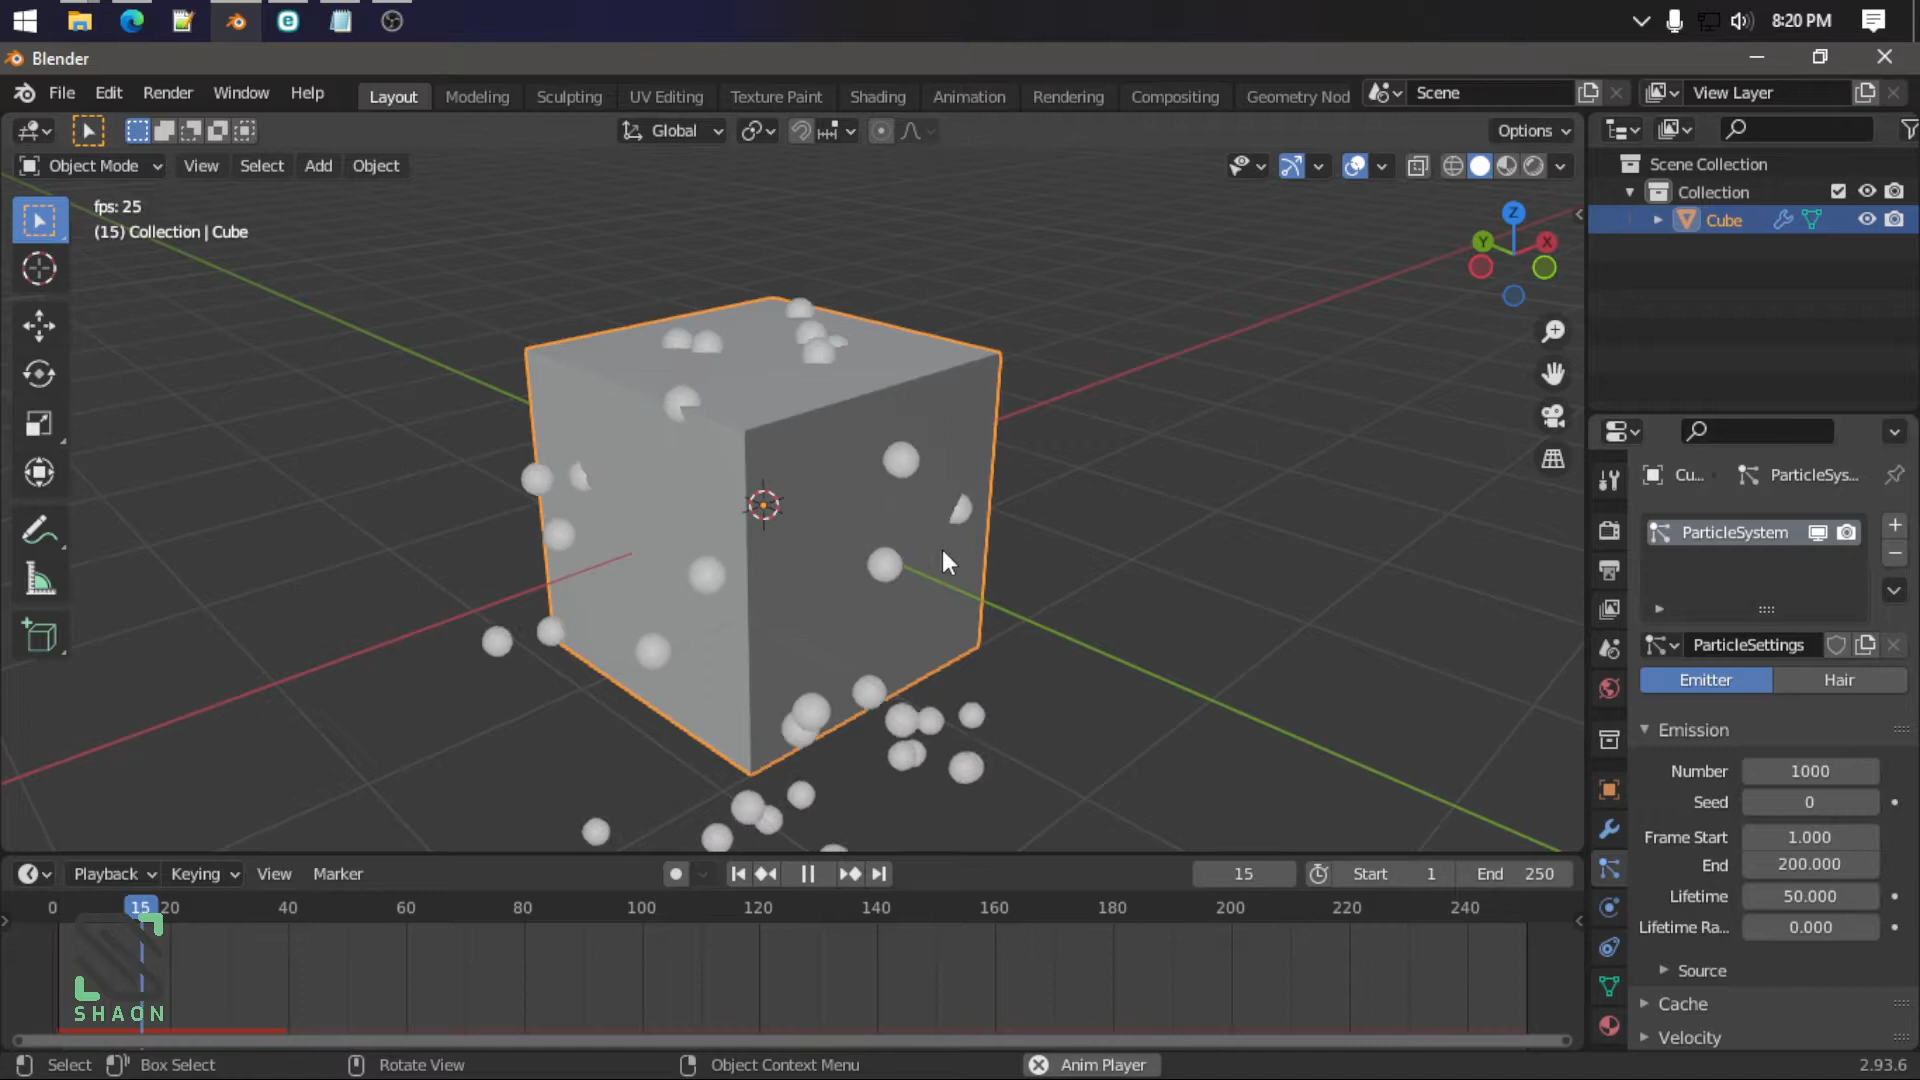 8:20 PM
Blender
File Edit Render Window Help Layout Modeling Sculpting UV Editing Texture Paint Shading Animation Rendering Compositing Geometry Nod Scene View Layer
Global Options
Object Mode View Select Add Object
Scene Collection
Collection
Cube
fps: 25
(15) Collection | Cube
Z
Y X
Cu... ParticleSys...
ParticleSystem
ParticleSettings
Emitter Hair
Emission
Number 1000
Seed 0
Frame Start 1.000
End 200.000
Lifetime 50.000
Lifetime Ra... 0.000
Source
Cache
Velocity
Playback Keying View Marker 15 Start 1 End 250
0 15 20 40 60 80 100 120 140 160 180 200 220 240
SHAON
Select Box Select Rotate View Object Context Menu Anim Player 2.93.6